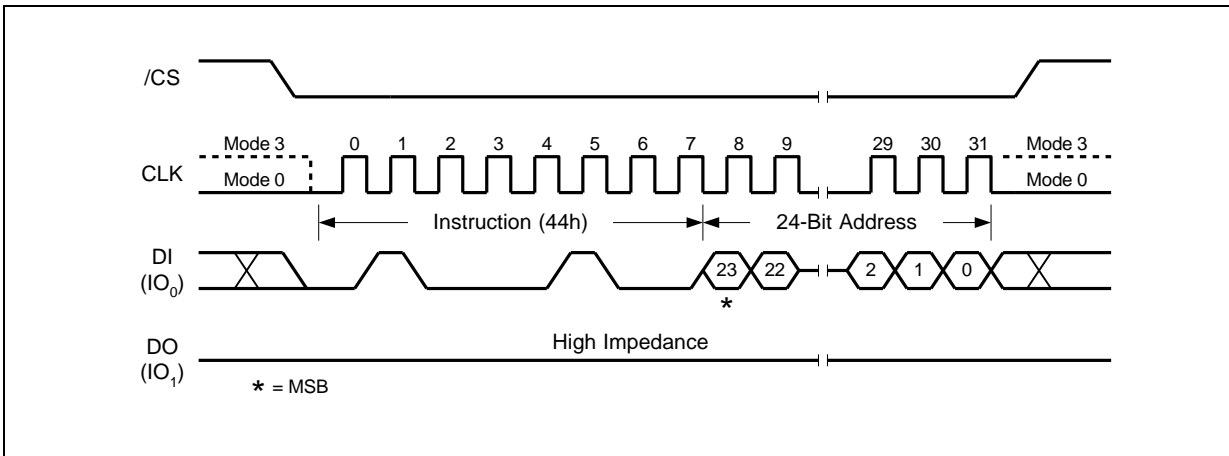 /CS
Mode 3 0 1 2 3 4 5 6 7 8 9 29 30 31 Mode 3
CLK
Mode 0 Mode 0
Instruction (44h) 24-Bit Address
DI
(IO0)
23 22 2 1 0
*
High Impedance
DO
(IO1)
* = MSB